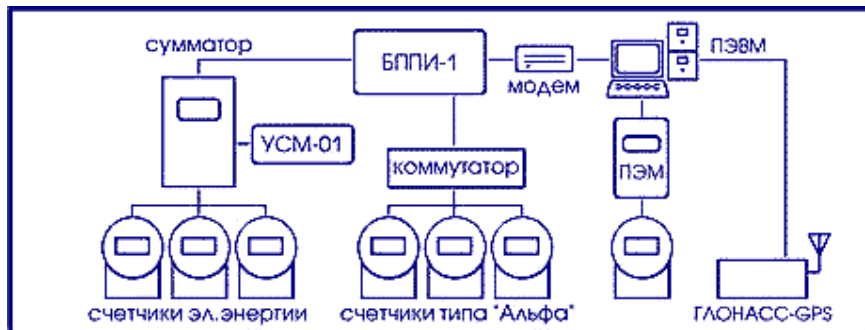 сумматор
БППИ-1
модем
ПЭВМ
УСМ-01
коммутатор
ПЭМ
счетчики эл.энергии
счетчики типа "Альфа"
ГЛОНАСС-GPS